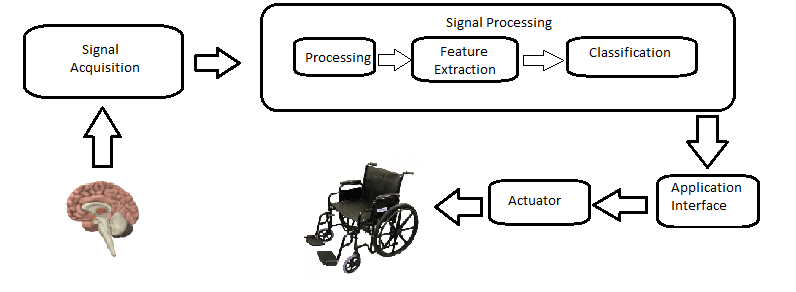 Signal
Acquisition
Signal Processing
Processing
Feature
Extraction
Classification
Application
Interface
Actuator